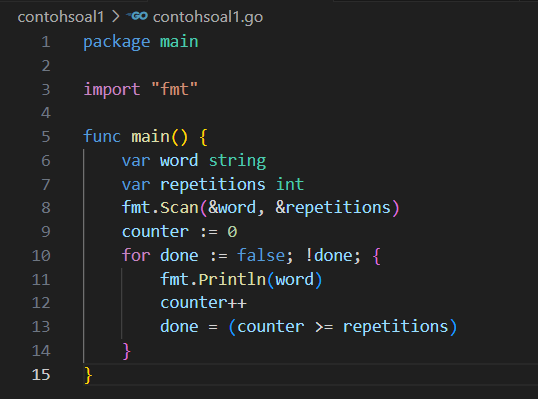 contohsoal1 > GO contohsoal1.go
1 package main
2
3 import "fmt"
4
5 func main() {
6     var word string
7     var repetitions int
8     fmt.Scan(&word, &repetitions)
9     counter := 0
10     for done := false; !done; {
11         fmt.Println(word)
12         counter++
13         done = (counter >= repetitions)
14     }
15 }